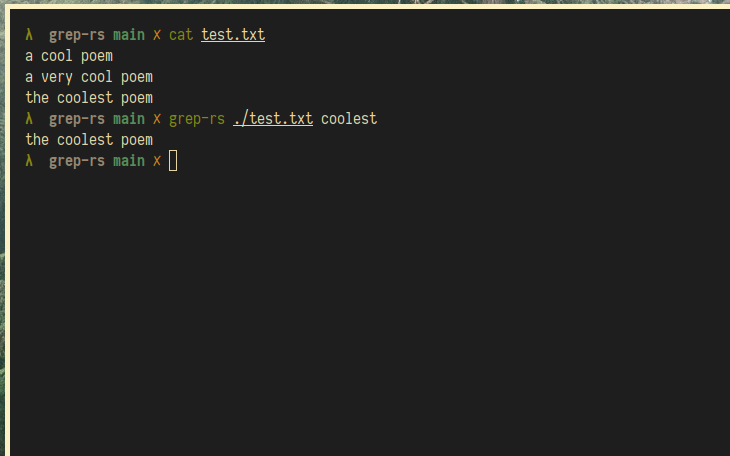 λ  grep-rs main ✗ cat test.txt
a cool poem
a very cool poem
the coolest poem
λ  grep-rs main ✗ grep-rs ./test.txt coolest
the coolest poem
λ  grep-rs main ✗